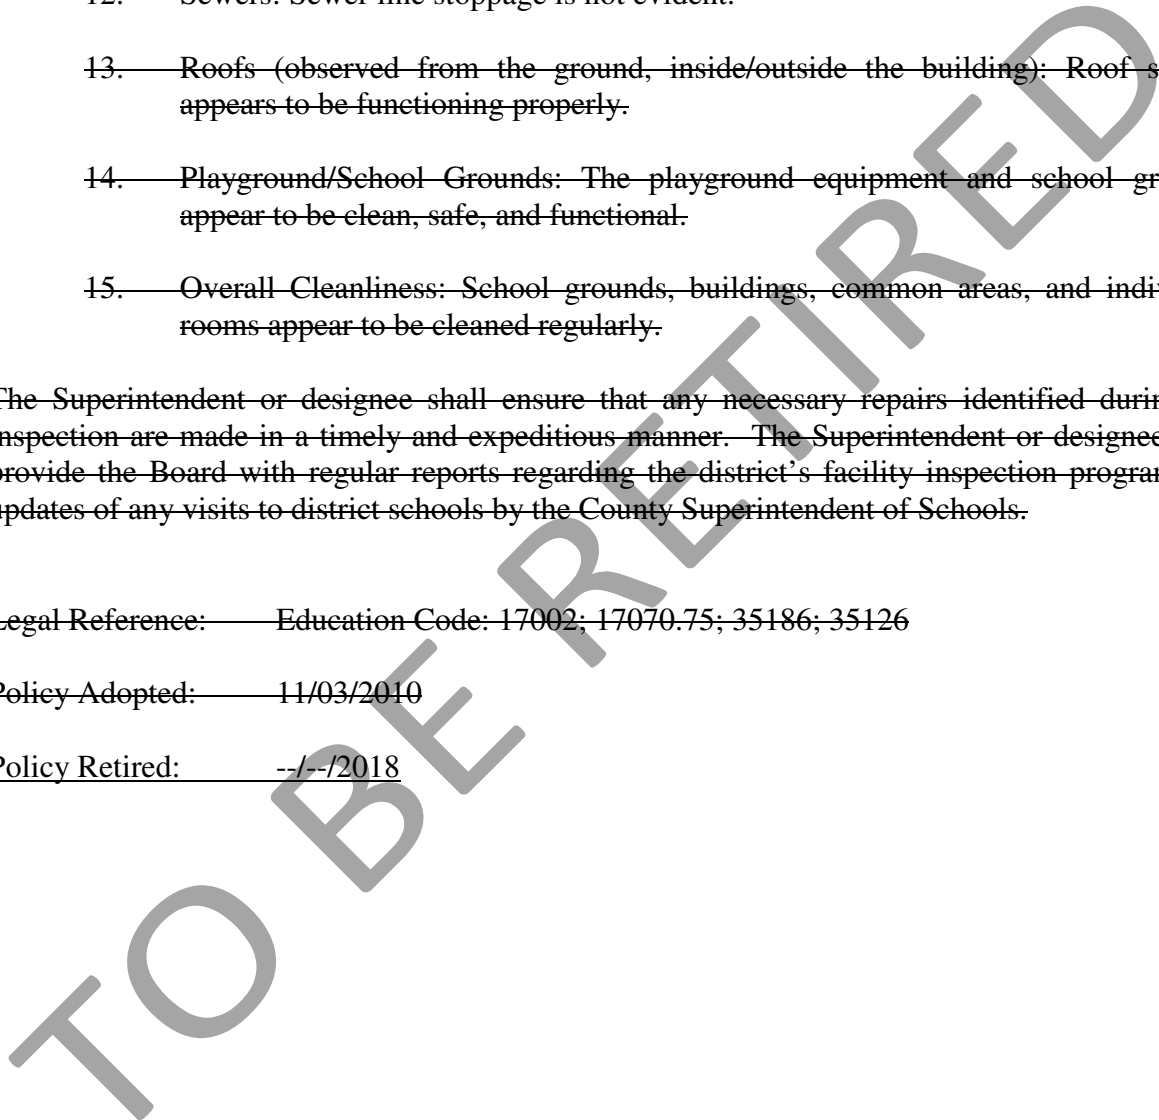 12. Sewers: Sewer line stoppage is not evident.
13. Roofs (observed from the ground, inside/outside the building): Roof
appears to be functioning properly.
14. Playground/School Grounds: The playground equipment and school
appear to be clean, safe, and functional.
15. Overall Cleanliness: School grounds, buildings, common areas, and
rooms appear to be cleaned regularly.
The Superintendent or designee shall ensure that any necessary repairs identified
inspection are made in a timely and expeditious manner. The Superintendent or designee
provide the Board with regular reports regarding the district's facility inspection program
updates of any visits to district schools by the County Superintendent of Schools.
Legal Reference: Education Code: 17002; 17070.75; 35186; 35126
Policy Adopted: 11/03/2010
Policy Retired: --/--/2018
TO BE RETIRED